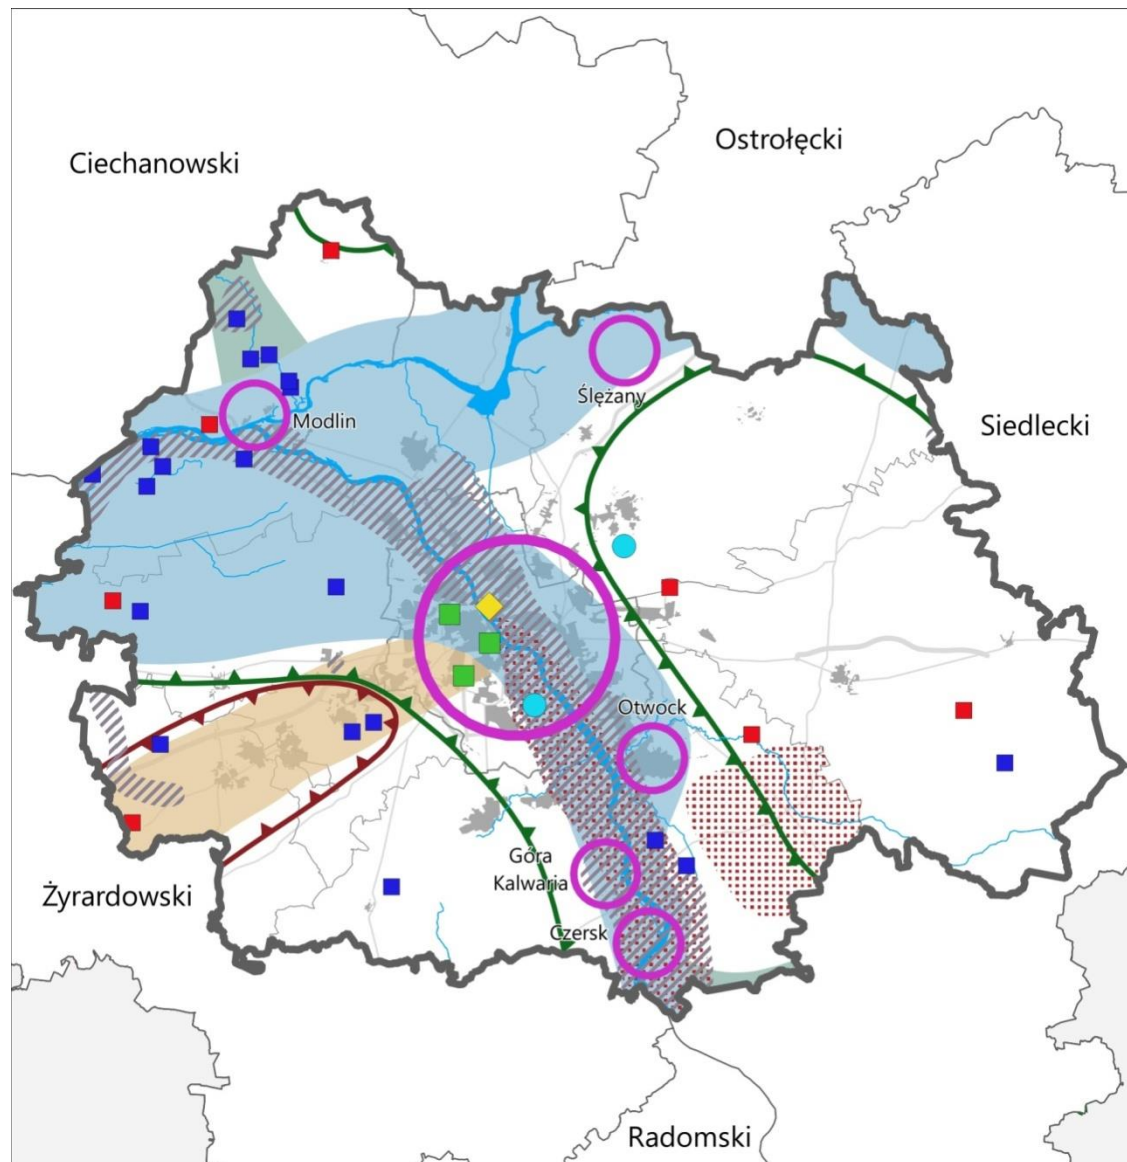 Ostrołęcki
Ciechanowski
Ślężany
Modlin
Siedlecki
Otwock
Góra
Kalwaria
Żyrardowski
Czersk
Radomski